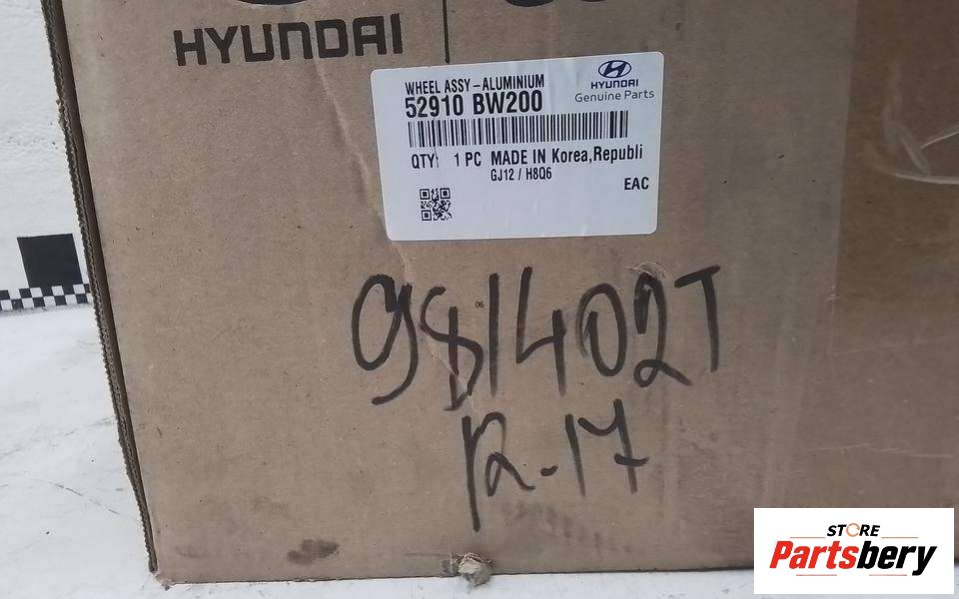 HYUNDAI
WHEEL ASSY-ALUMINIUM
52910 BW200
HYUNDAI
Genuine Parts
QTY: 1 PC MADE IN Korea,Republi
GJ12 / H8Q6
EAC
981402T
R-17
STORE
Partsbery